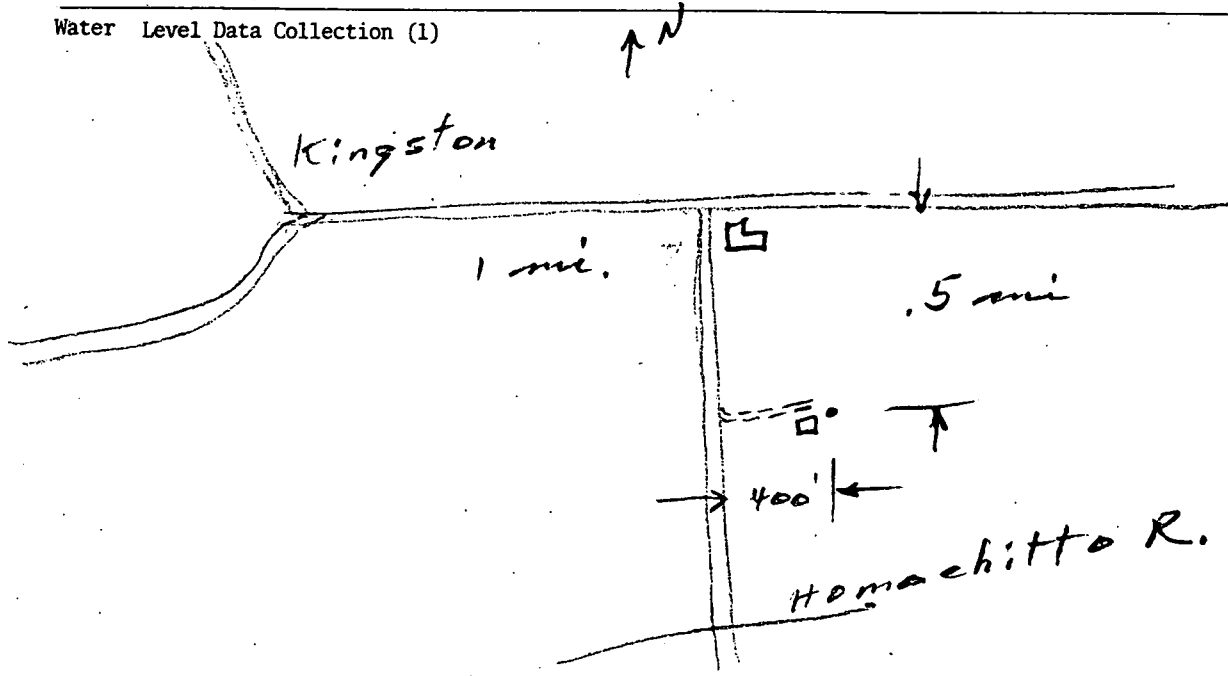 Water Level Data Collection (1)
N
Kingston
1 mi.
.5 mi
400'
Homochitto R.